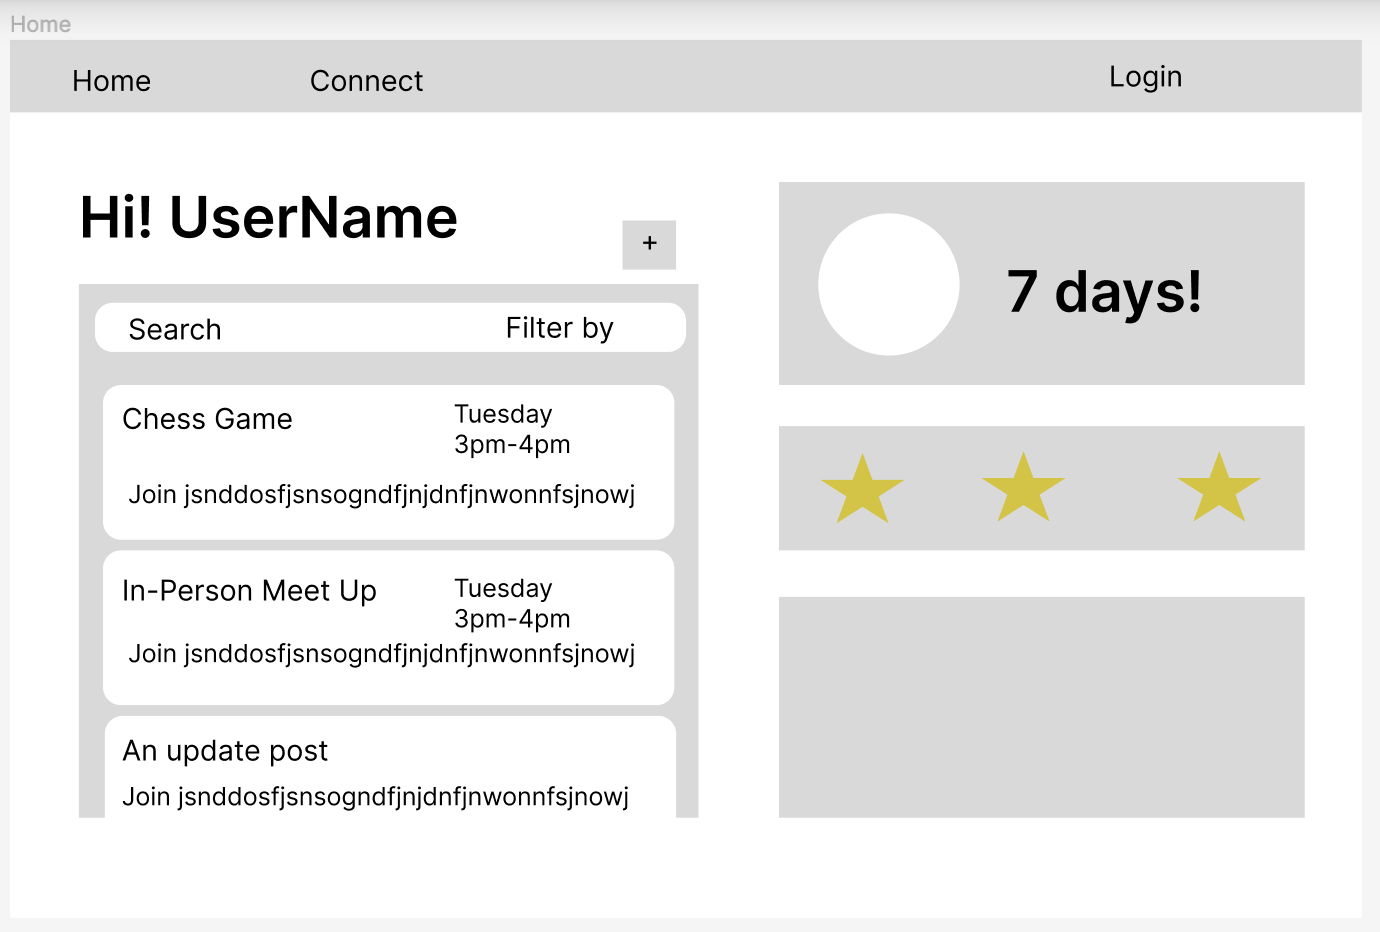 Home
Home
Connect
Login
Hi! UserName
+
Search
Filter by
Chess Game
Tuesday
3pm-4pm
Join jsnddosfjsnsogndfjnjdnfjnwonnfsjnowj
In-Person Meet Up
Tuesday
3pm-4pm
Join jsnddosfjsnsogndfjnjdnfjnwonnfsjnowj
An update post
Join jsnddosfjsnsogndfjnjdnfjnwonnfsjnowj
7 days!